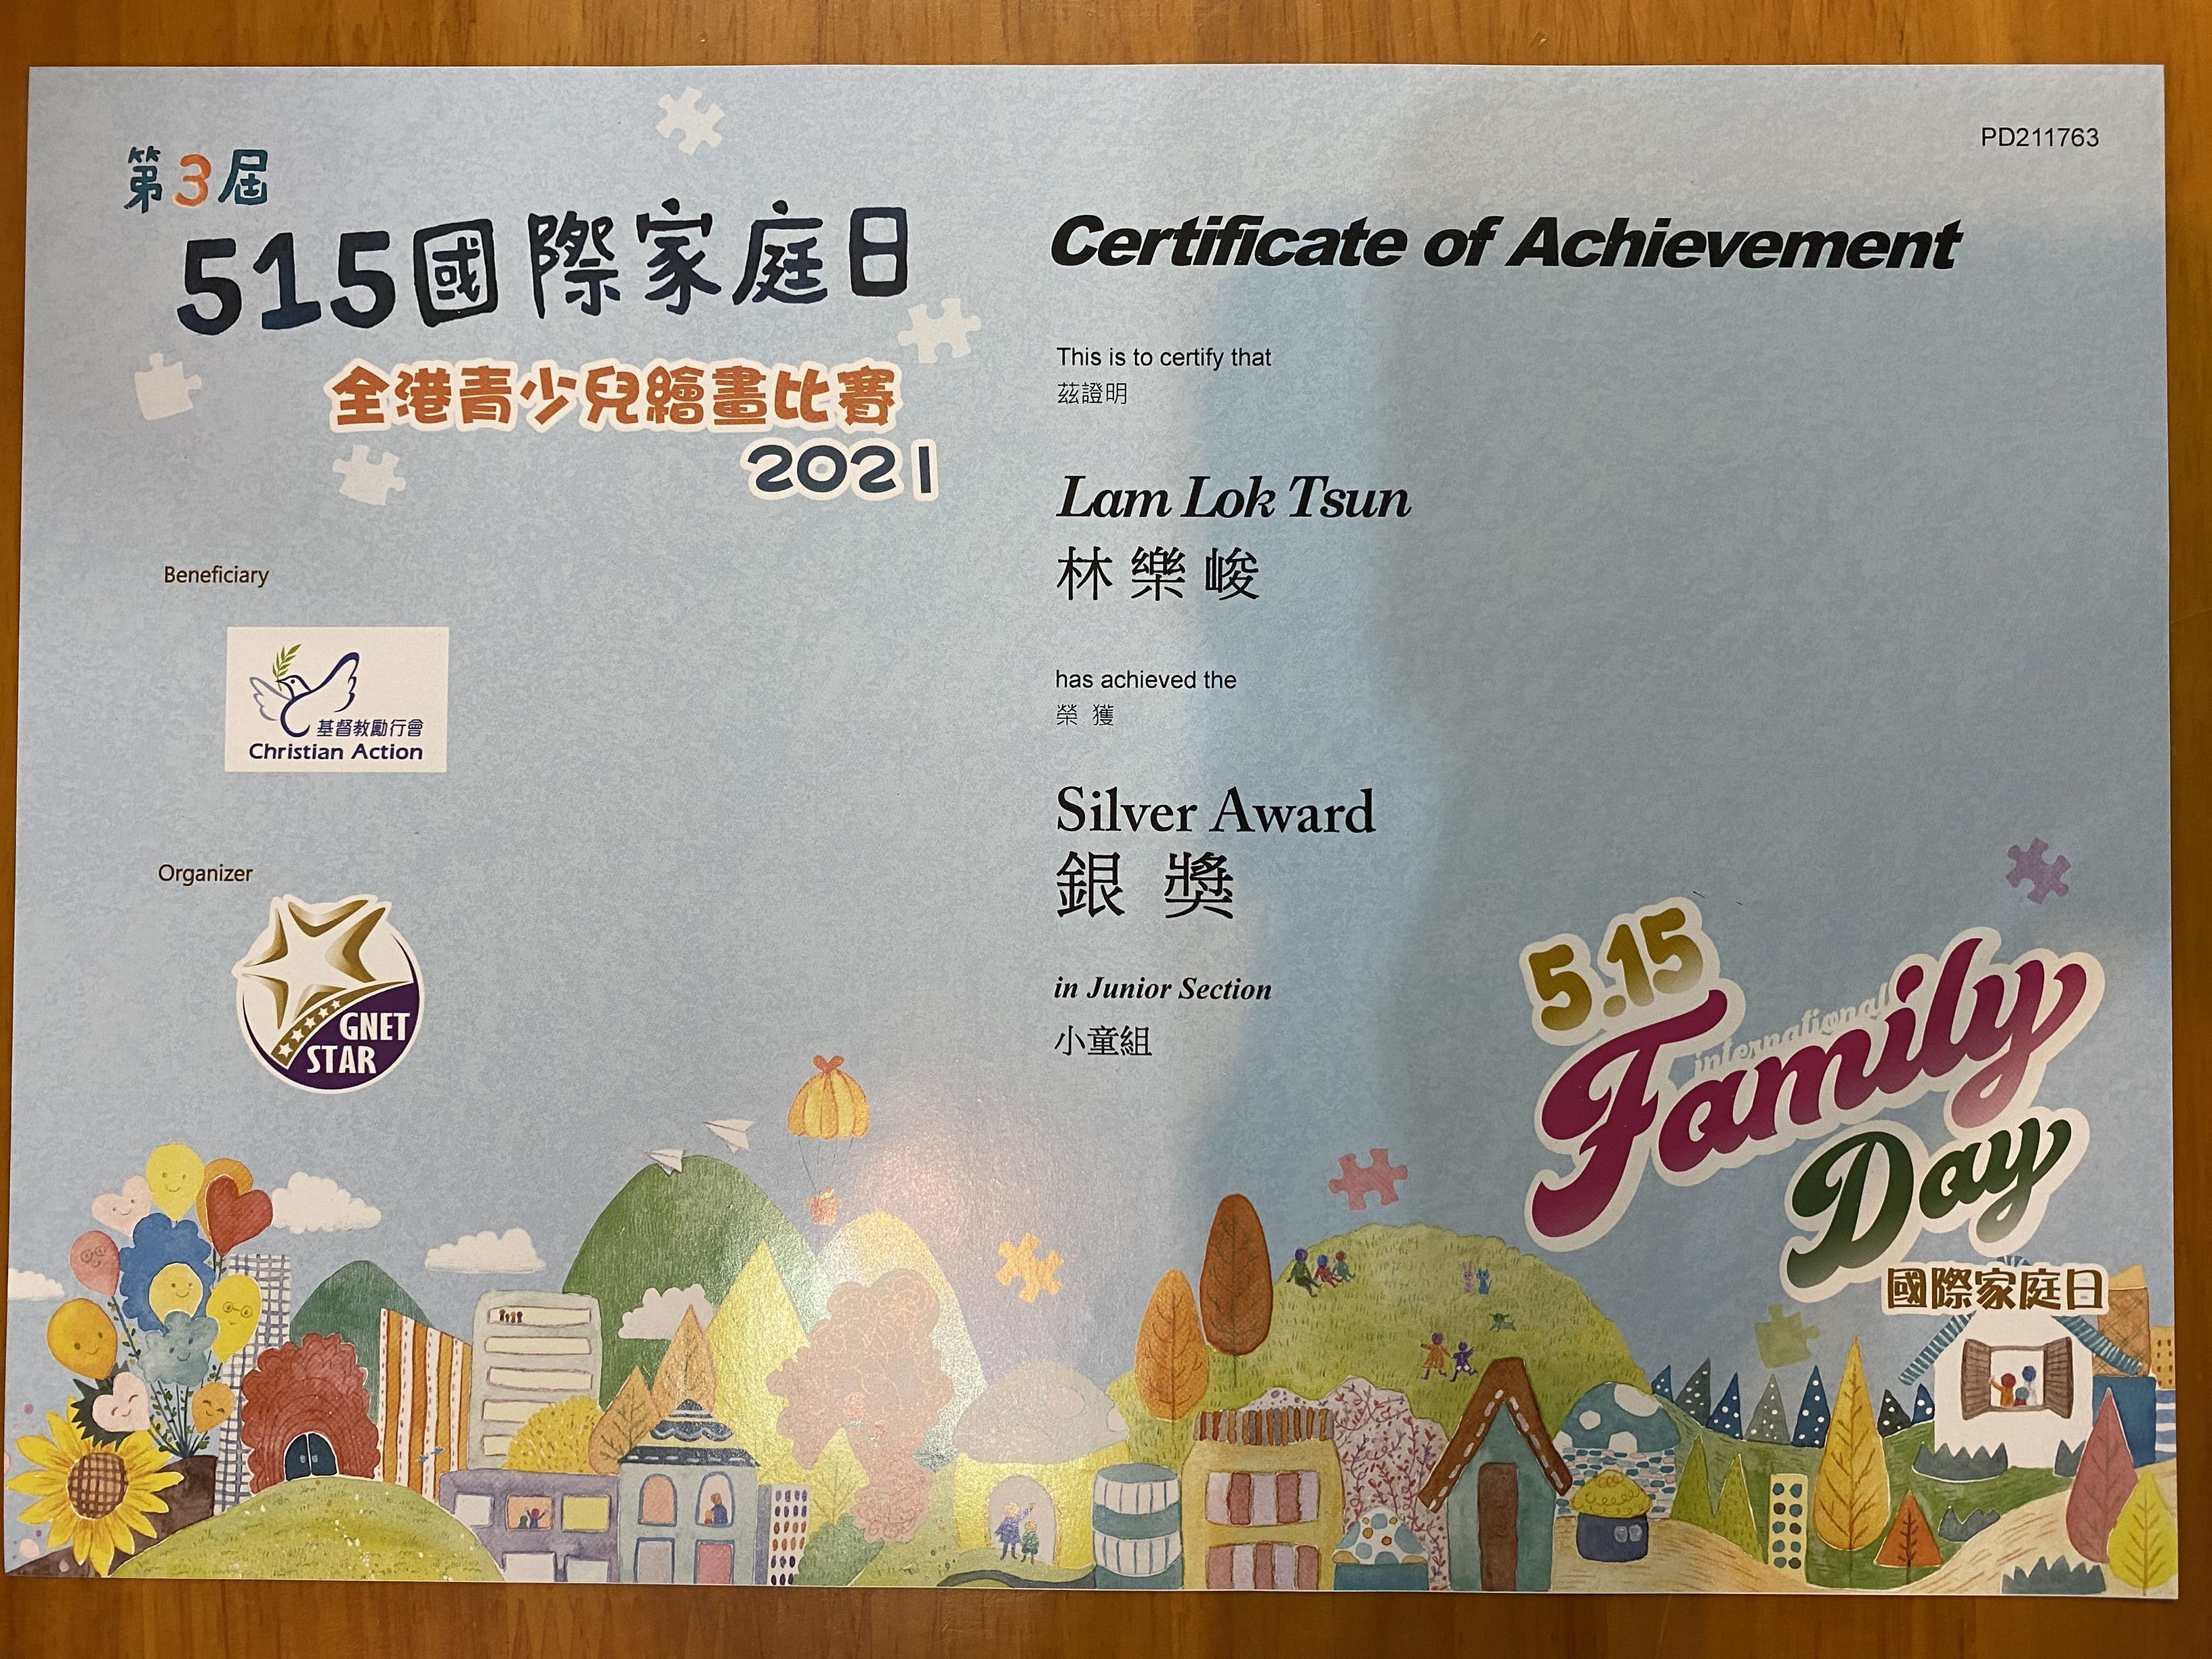 第3屆
515國際家庭日
全港青少兒繪畫比賽
2021
Beneficiary
基督教勵行會
Christian Action
Organizer
GNET
STAR
PD211763
Certificate of Achievement
This is to certify that
茲證明
Lam Lok Tsun
林樂峻
has achieved the
榮獲
Silver Award
銀獎
in Junior Section
小童組
5.15
international
Family
Day
國際家庭日